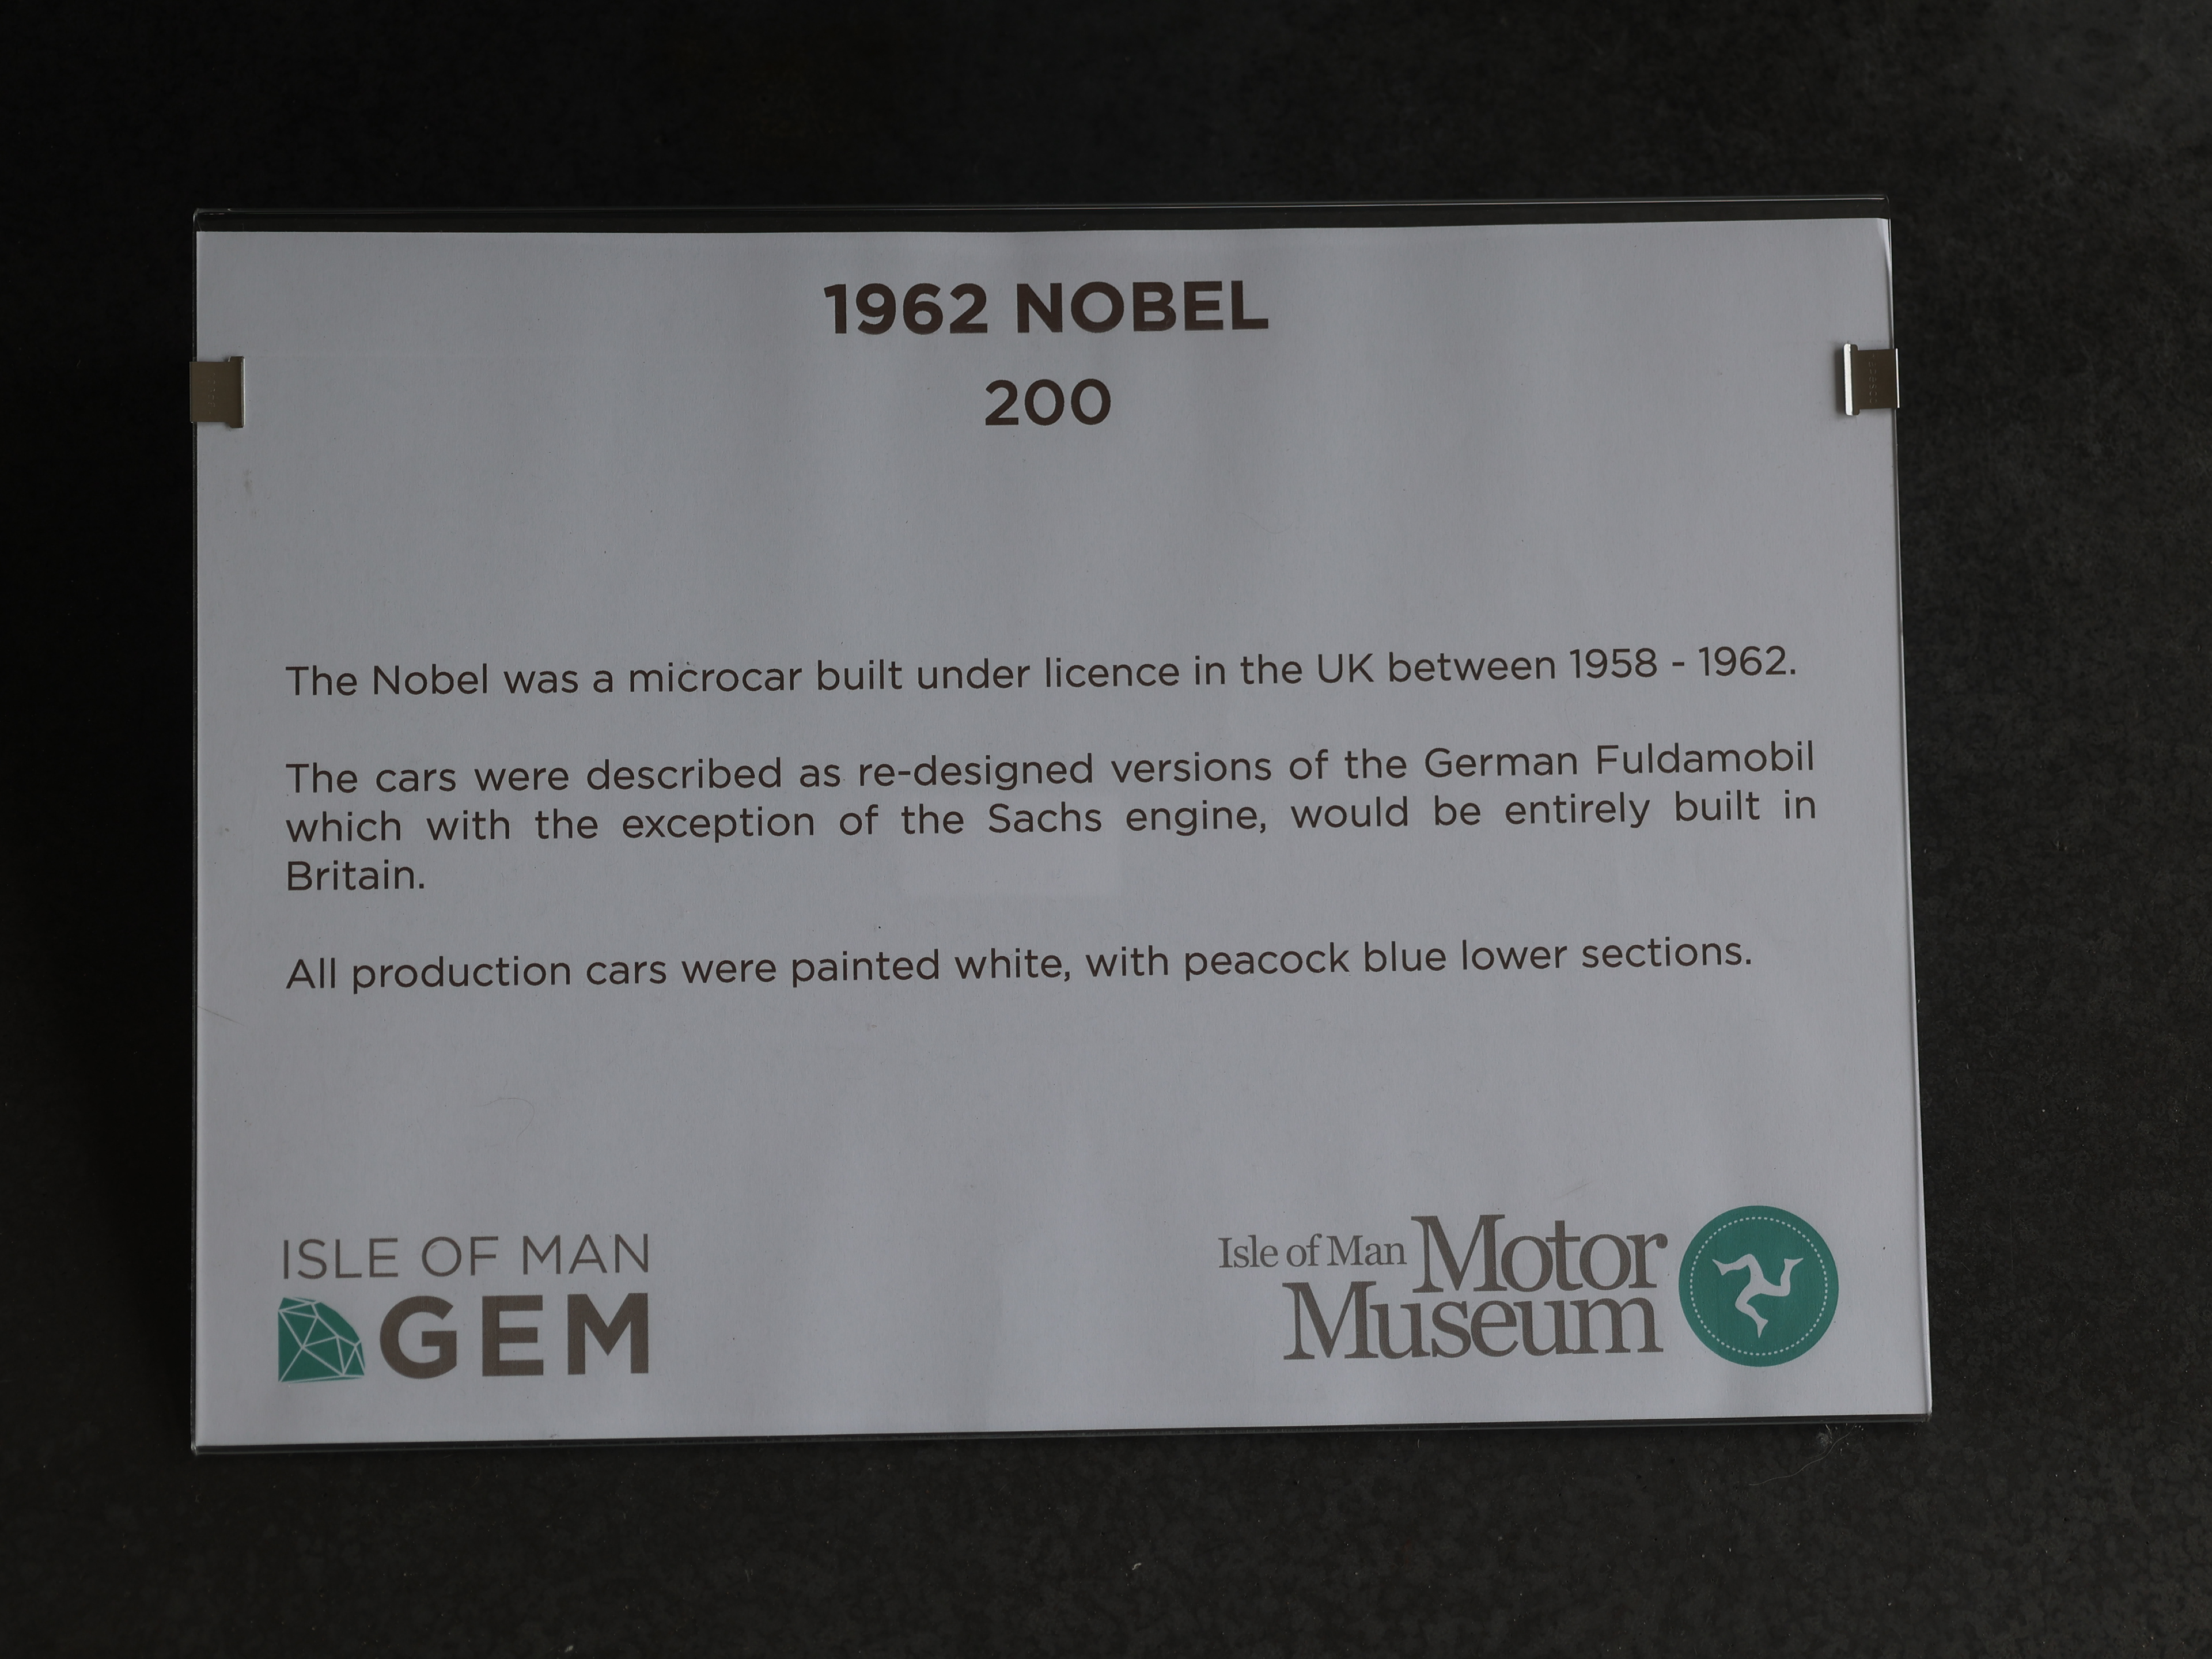 1962 NOBEL
200
The Nobel was a microcar built under licence in the UK between 1958 - 1962.
The cars were described as re-designed versions of the German Fuldamobil
which with the exception of the Sachs engine, would be entirely built in
Britain.
All production cars were painted white, with peacock blue lower sections.
ISLE OF MAN
GEM
Isle of Man Motor
Museum